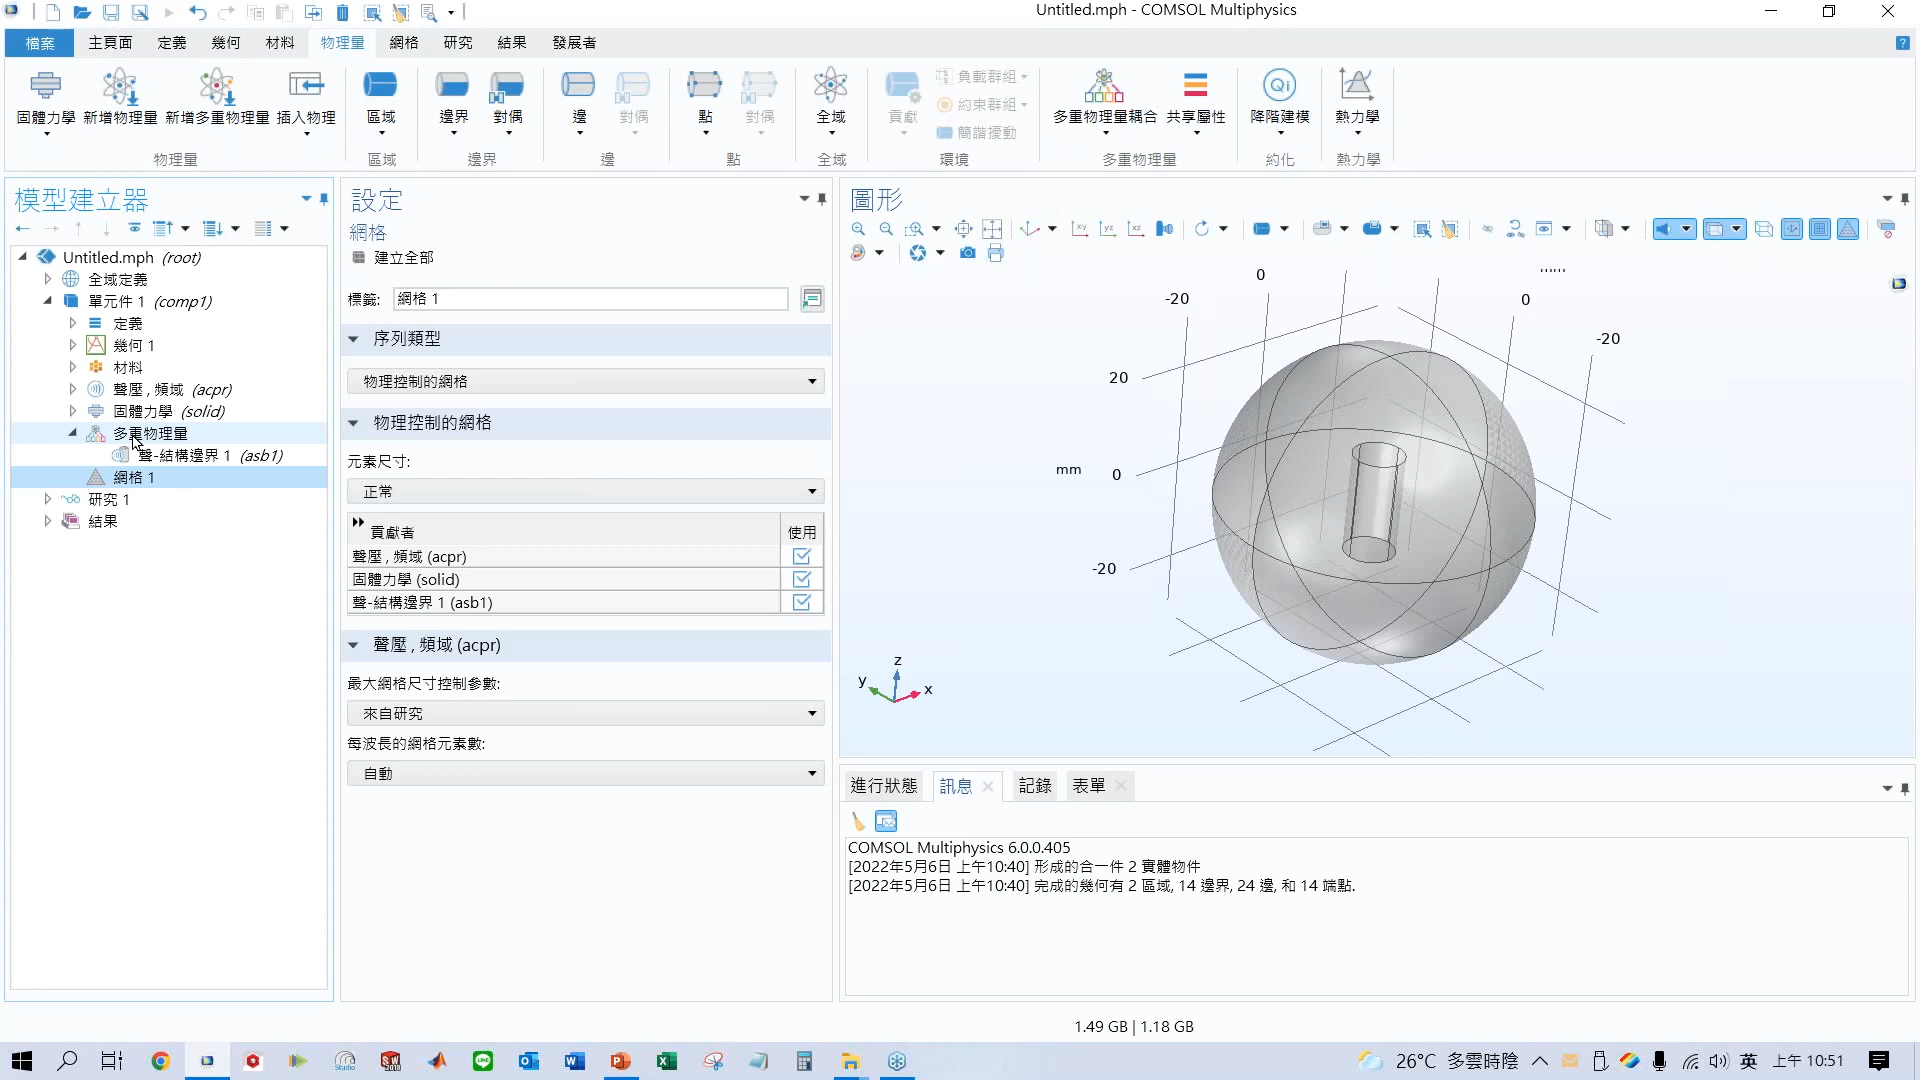 Untitled.mph - COMSOL Multiphysics
檔案 主頁面 定義 幾何 材料 物理量 網格 研究 結果 發展者
固體力學 新增物理量 新增多重物理量 插入物理
物理量
區域
區域
邊界 對偶
邊界
邊 對偶
邊
點 對偶
點
全域
全域
貢獻
負載群組
約束群組
簡諧擾動
環境
多重物理量耦合 共享屬性
多重物理量
降階建模
約化
熱力學
熱力學
模型建立器
Untitled.mph (root)
全域定義
單元件 1 (comp1)
定義
幾何 1
材料
聲壓 , 頻域 (acpr)
固體力學 (solid)
多重物理量
聲-結構邊界 1 (asb1)
網格 1
研究 1
結果
設定
網格
建立全部
標籤: 網格 1
序列類型
物理控制的網格
物理控制的網格
元素尺寸:
正常
貢獻者 使用
聲壓 , 頻域 (acpr)
固體力學 (solid)
聲-結構邊界 1 (asb1)
聲壓 , 頻域 (acpr)
最大網格尺寸控制參數:
來自研究
每波長的網格元素數:
自動
圖形
xy yz xz
0
-20
0
-20
20
mm
0
-20
z
y
x
進行狀態 訊息 記錄 表單
COMSOL Multiphysics 6.0.0.405
[2022年5月6日 上午10:40] 形成的合一件 2 實體物件
[2022年5月6日 上午10:40] 完成的幾何有 2 區域, 14 邊界, 24 邊, 和 14 端點.
1.49 GB | 1.18 GB
26°C 多雲時陰 英 上午 10:51